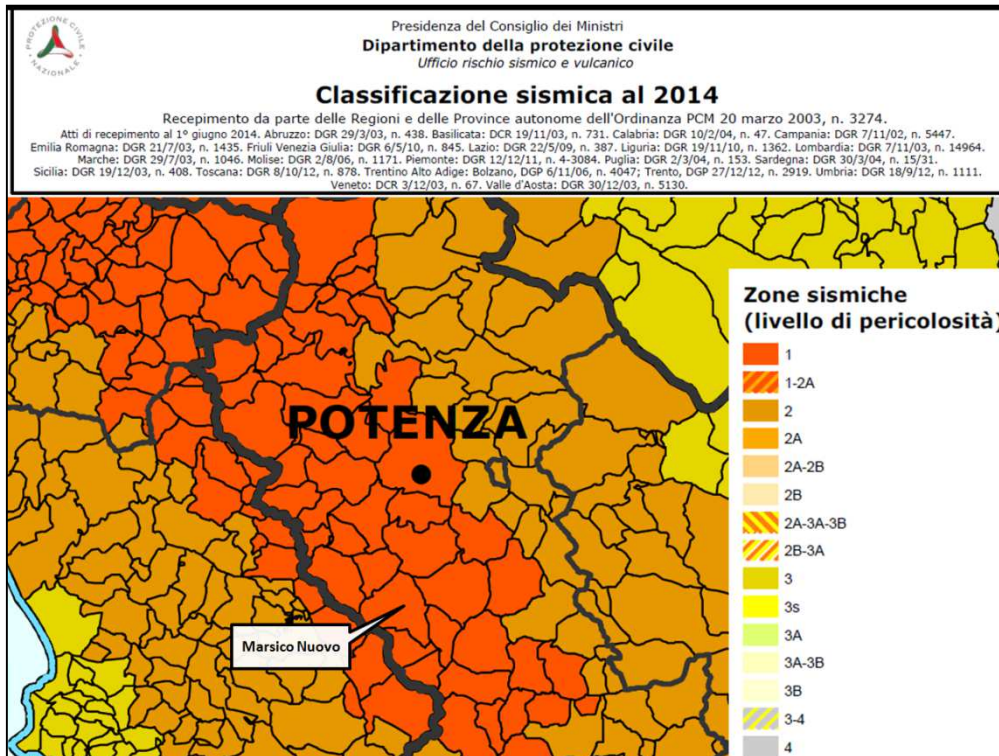 PROTEZIONE CIVILE
NAZIONALE
Presidenza del Consiglio dei Ministri
Dipartimento della protezione civile
Ufficio rischio sismico e vulcanico
Classificazione sismica al 2014
Recepimento da parte delle Regioni e delle Province autonome dell'Ordinanza PCM 20 marzo 2003, n. 3274.
Atti di recepimento al 1° giugno 2014. Abruzzo: DGR 29/3/03, n. 438. Basilicata: DCR 19/11/03, n. 731. Calabria: DGR 10/2/04, n. 47. Campania: DGR 7/11/02, n. 5447.
Emilia Romagna: DGR 21/7/03, n. 1435. Friuli Venezia Giulia: DGR 6/5/10, n. 845. Lazio: DGR 22/5/09, n. 387. Liguria: DGR 19/11/10, n. 1362. Lombardia: DGR 7/11/03, n. 14964.
Marche: DGR 29/7/03, n. 1046. Molise: DGR 2/8/06, n. 1171. Piemonte: DGR 12/12/11, n. 4-3084. Puglia: DGR 2/3/04, n. 153. Sardegna: DGR 30/3/04, n. 15/31.
Sicilia: DGR 19/12/03, n. 408. Toscana: DGR 8/10/12, n. 878. Trentino Alto Adige: Bolzano, DGP 6/11/06, n. 4047; Trento, DGP 27/12/12, n. 2919. Umbria: DGR 18/9/12, n. 1111.
Veneto: DCR 3/12/03, n. 67. Valle d'Aosta: DGR 30/12/03, n. 5130.
Zone sismiche
(livello di pericolosità)
1
1-2A
2
2A
2A-2B
2B
2A-3A-3B
2B-3A
3
3s
3A
3A-3B
3B
3-4
4
POTENZA
Marsico Nuovo